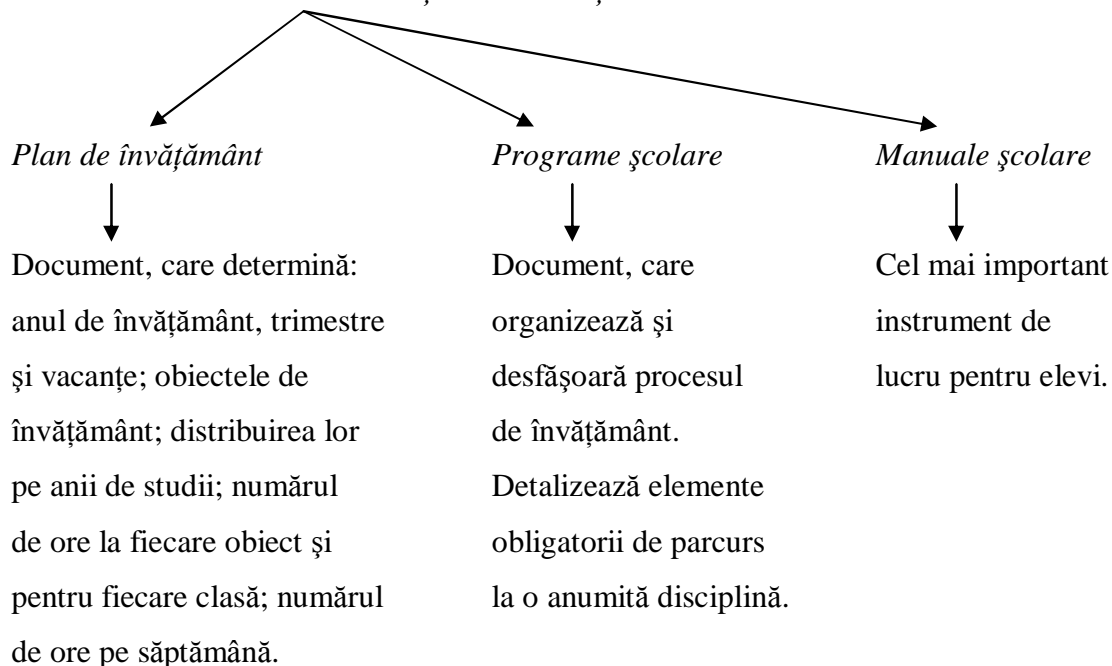 Plan de învățământ
Programe şcolare
Manuale şcolare
Document, care determină:
anul de învățământ, trimestre
şi vacanțe; obiectele de
învățământ; distribuirea lor
pe anii de studii; numărul
de ore la fiecare obiect şi
pentru fiecare clasă; numărul
de ore pe săptămână.
Document, care
organizează şi
desfăşoară procesul
de învățământ.
Detalizează elemente
obligatorii de parcurs
la o anumită disciplină.
Cel mai important
instrument de
lucru pentru elevi.